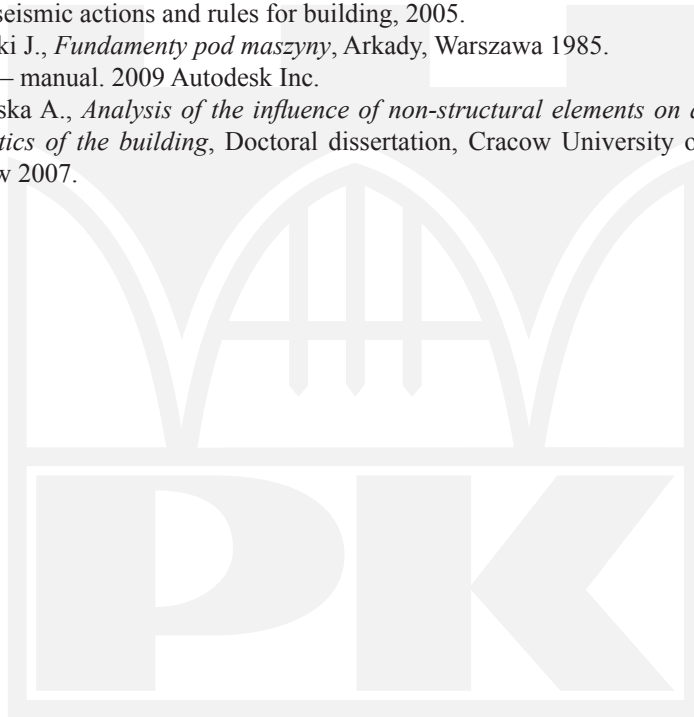 seismic actions and rules for building, 2005.
ki J., Fundamenty pod maszyny, Arkady, Warszawa 1985.
– manual. 2009 Autodesk Inc.
ska A., Analysis of the influence of non-structural elements on
tics of the building, Doctoral dissertation, Cracow University
w 2007.
PK